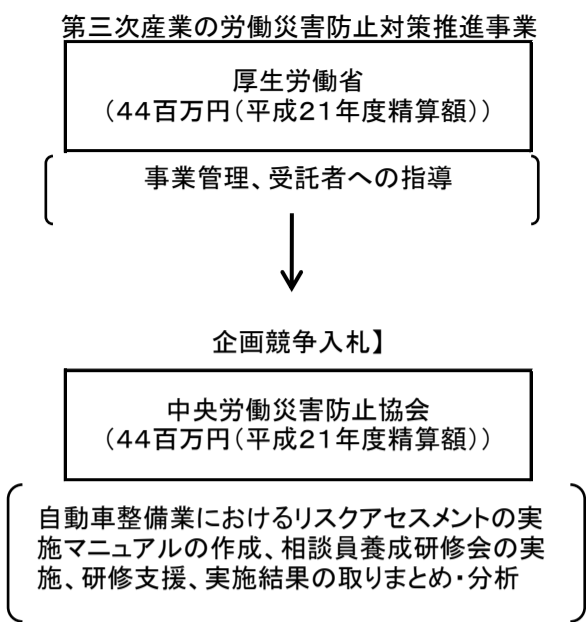 第三次産業の労働災害防止対策推進事業
厚生労働省
（４４百万円（平成２１年度精算額））
事業管理、受託者への指導
企画競争入札】
中央労働災害防止協会
（４４百万円（平成２１年度精算額））
自動車整備業におけるリスクアセスメントの実
施マニュアルの作成、相談員養成研修会の実
施、研修支援、実施結果の取りまとめ・分析